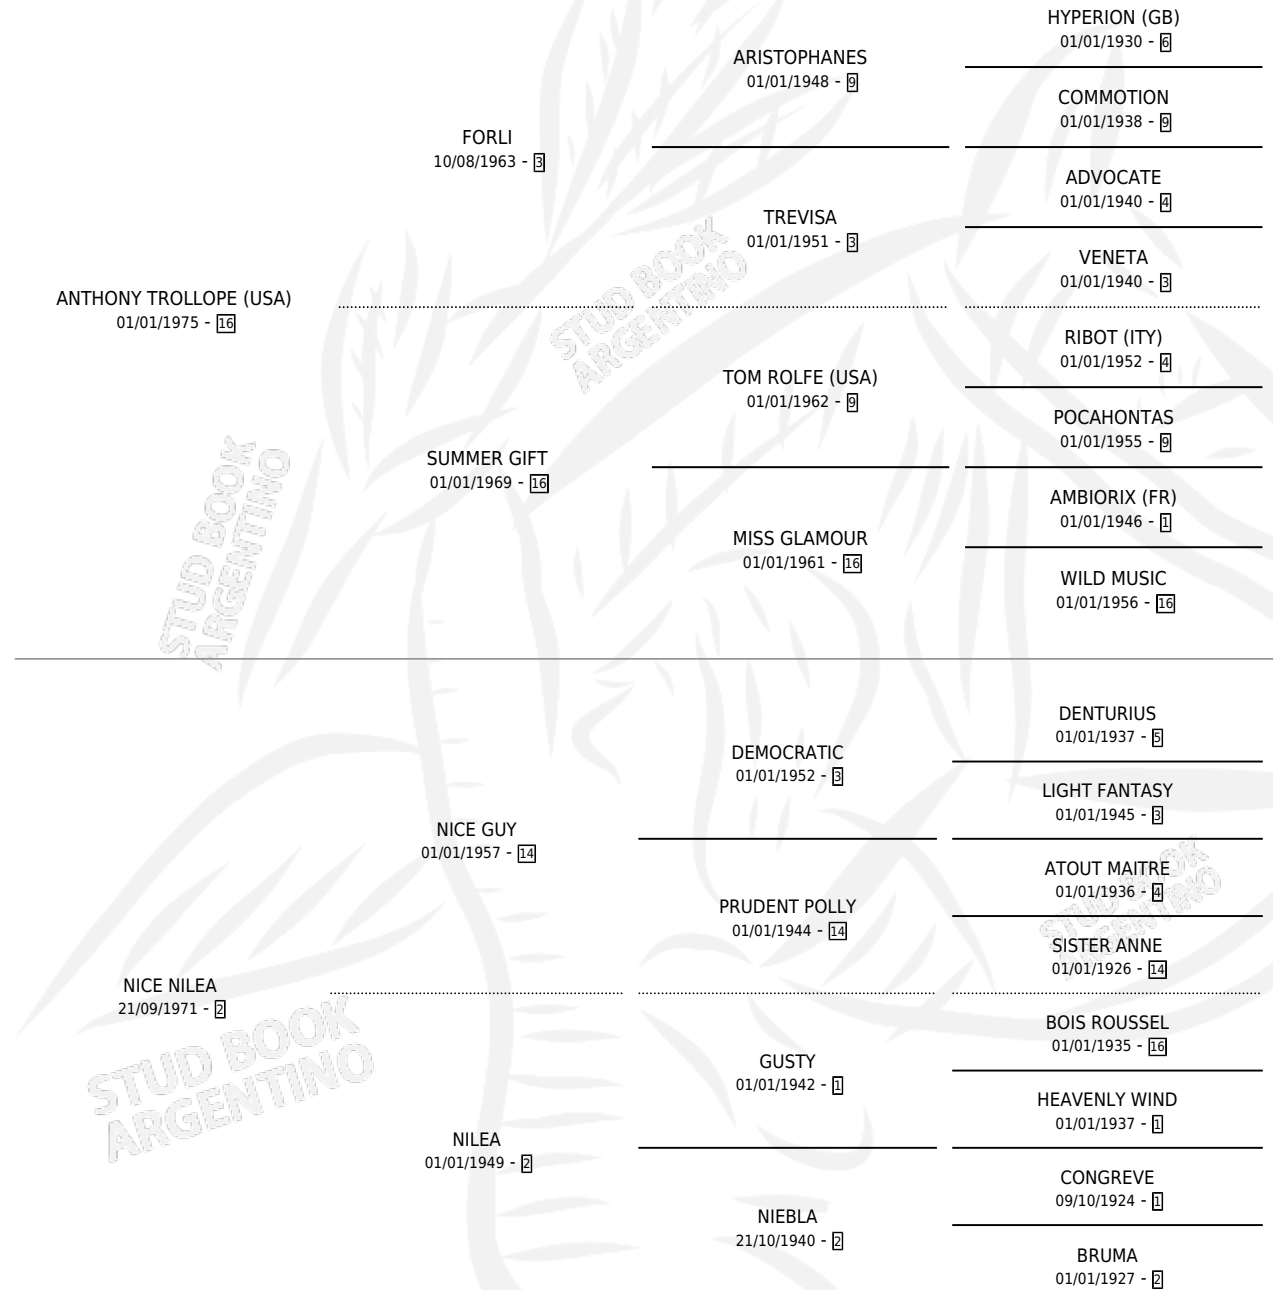 HYPERION (GB)
01/01/1930 - 6
ARISTOPHANES
01/01/1948 - 9
COMMOTION
01/01/1938 - 9
FORLI
10/08/1963 - 3
ADVOCATE
01/01/1940 - 4
TREVISA
01/01/1951 - 3
VENETA
01/01/1940 - 3
ANTHONY TROLLOPE (USA)
01/01/1975 - 16
RIBOT (ITY)
01/01/1952 - 4
TOM ROLFE (USA)
01/01/1962 - 9
POCAHONTAS
01/01/1955 - 9
SUMMER GIFT
01/01/1969 - 16
AMBIORIX (FR)
01/01/1946 - 1
MISS GLAMOUR
01/01/1961 - 16
WILD MUSIC
01/01/1956 - 16
DENTURIUS
01/01/1937 - 5
DEMOCRATIC
01/01/1952 - 3
LIGHT FANTASY
01/01/1945 - 3
NICE GUY
01/01/1957 - 14
ATOUT MAITRE
01/01/1936 - 4
PRUDENT POLLY
01/01/1944 - 14
SISTER ANNE
01/01/1926 - 14
NICE NILEA
21/09/1971 - 2
BOIS ROUSSEL
01/01/1935 - 16
GUSTY
01/01/1942 - 1
HEAVENLY WIND
01/01/1937 - 1
NILEA
01/01/1949 - 2
CONGREVE
09/10/1924 - 1
NIEBLA
21/10/1940 - 2
BRUMA
01/01/1927 - 2
STUD BOOK
ARGENTINO
STUD BOOK
ARGENTINO
STUD BOOK
ARGENTINO
STUD BOOK
ARGENTINO